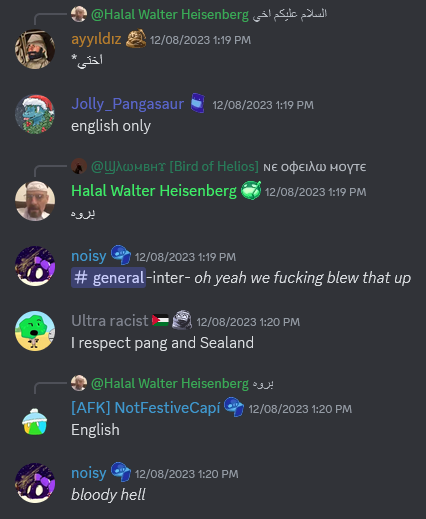 @Halal Walter Heisenberg السلام عليكم اخي
ayyıldız 12/08/2023 1:19 PM
*اختي
Jolly_Pangasaur 12/08/2023 1:19 PM
english only
[Bird of Helios]
Halal Walter Heisenberg 12/08/2023 1:19 PM
بروه
noisy 12/08/2023 1:19 PM
# general-inter- oh yeah we fucking blew that up
Ultra racist 12/08/2023 1:20 PM
I respect pang and Sealand
@Halal Walter Heisenberg بروه
[AFK] NotFestiveCapí 12/08/2023 1:20 PM
English
noisy 12/08/2023 1:20 PM
bloody hell